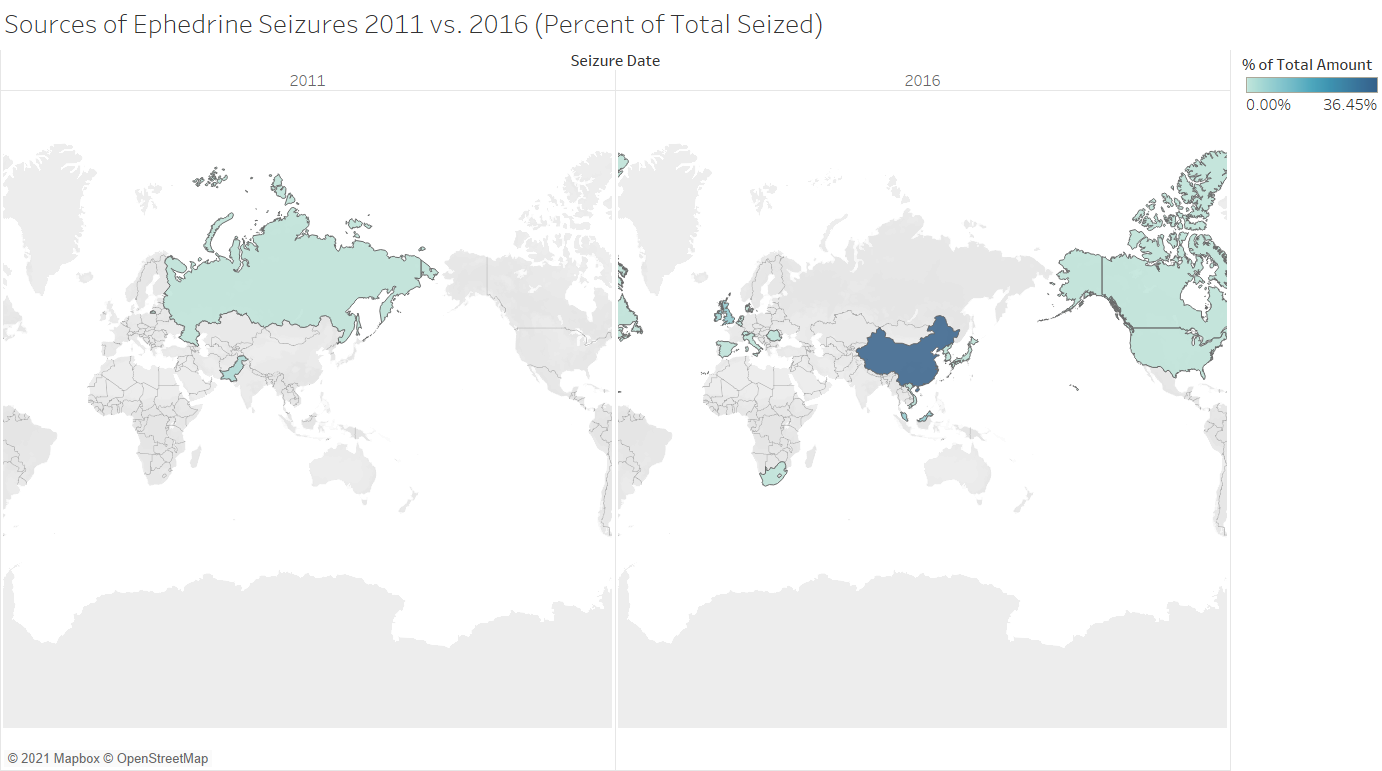 Sources of Ephedrine Seizures 2011 vs. 2016 (Percent of Total Seized)
Seizure Date
2011 2016
% of Total Amount
0.00% 36.45%
© 2021 Mapbox © OpenStreetMap